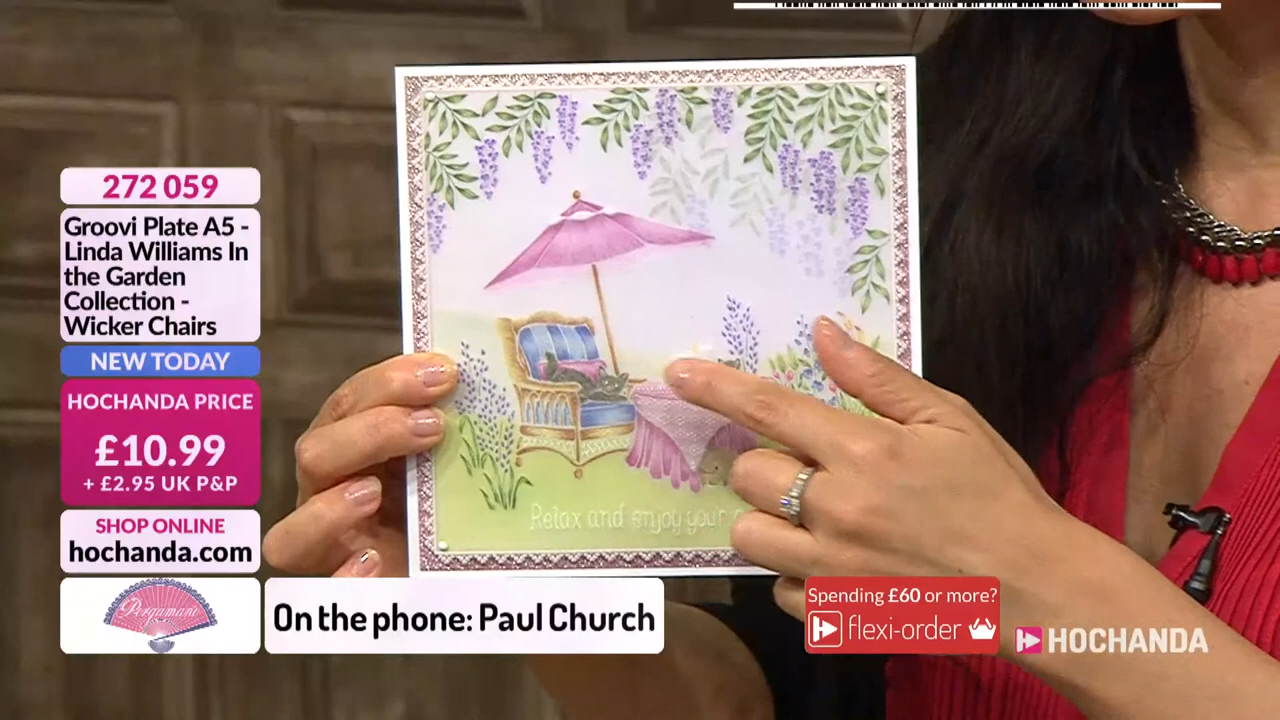 272 059
Groovi Plate A5 -
Linda Williams In
the Garden
Collection -
Wicker Chairs
NEW TODAY
HOCHANDA PRICE
£10.99
+ £2.95 UK P&P
SHOP ONLINE
hochanda.com
Pergamano
On the phone: Paul Church
Relax and enjoy your
Spending £60 or more?
flexi-order
HOCHANDA